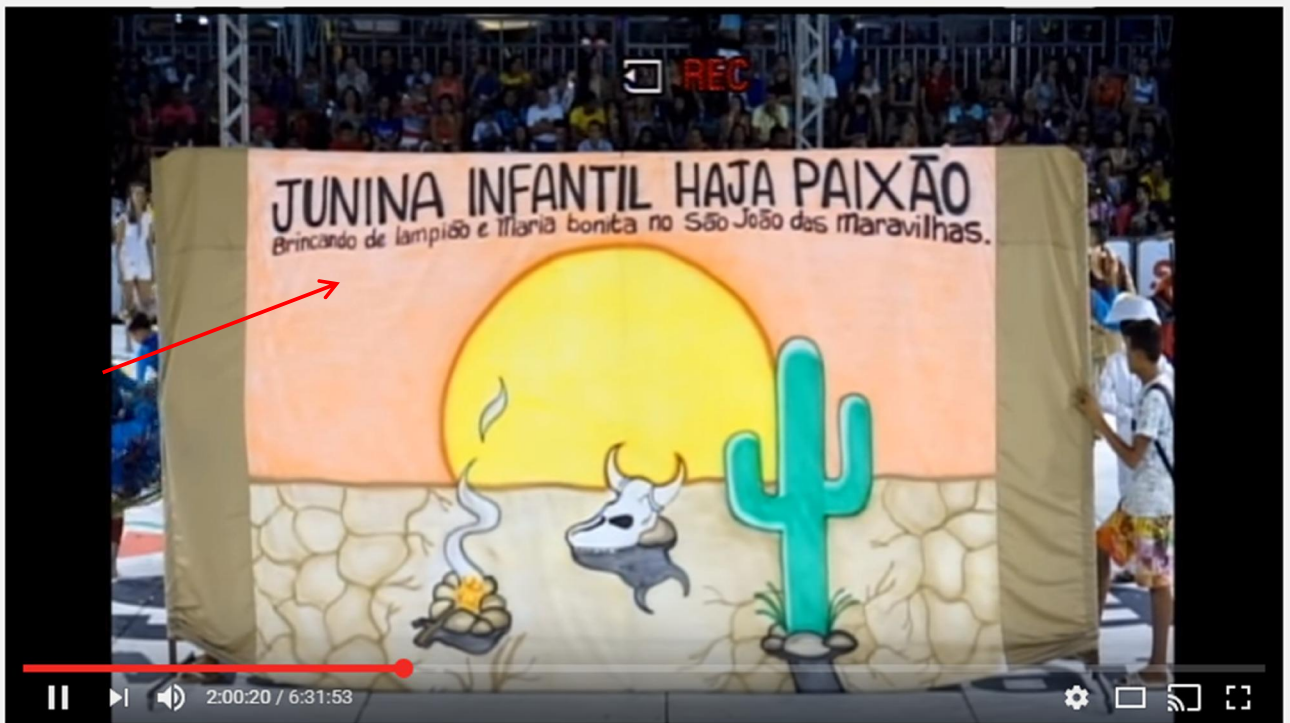 REC
JUNINA INFANTIL HAJA PAIXÃO
Brincando de lampião e Maria bonita no São João das Maravilhas.
2:00:20 / 6:31:53